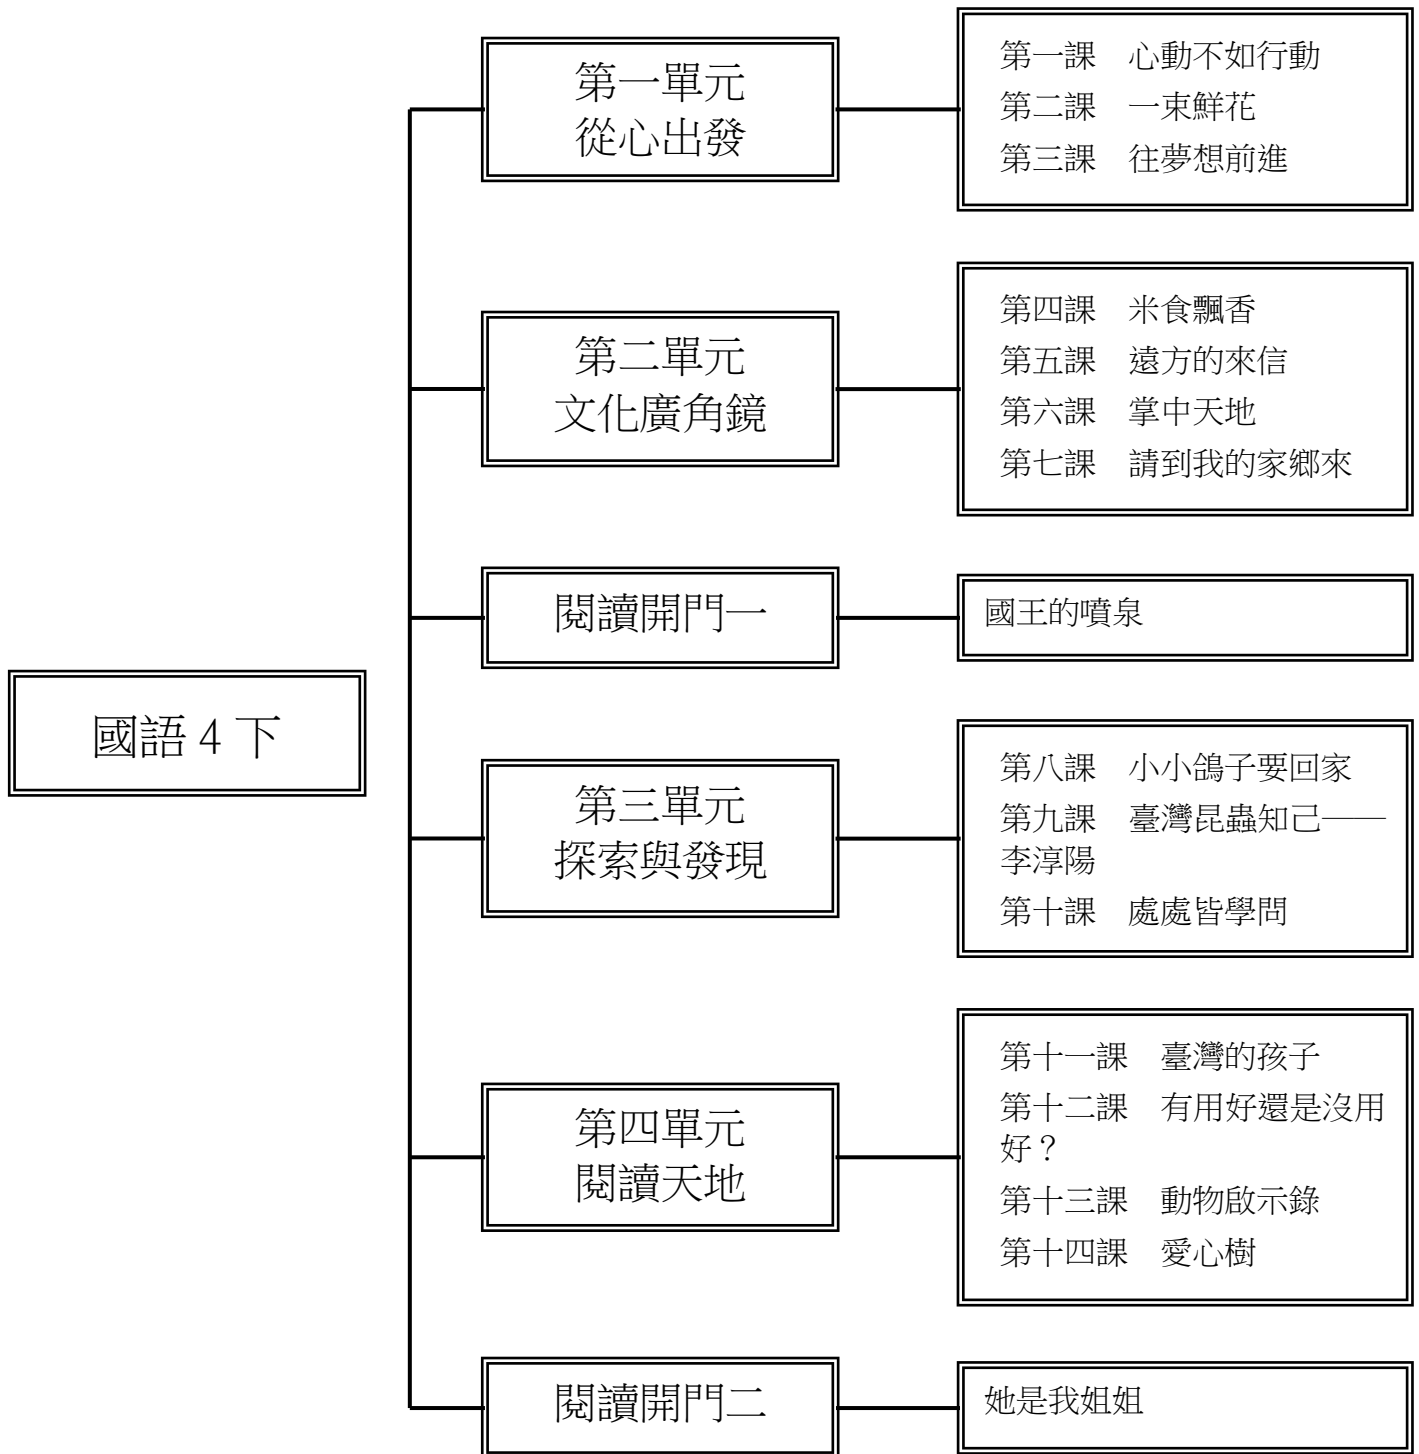 國語4下
第一單元
從心出發
第一課　心動不如行動
第二課　一束鮮花
第三課　往夢想前進
第二單元
文化廣角鏡
第四課　米食飄香
第五課　遠方的來信
第六課　掌中天地
第七課　請到我的家鄉來
閱讀開門一
國王的噴泉
第三單元
探索與發現
第八課　小小鴿子要回家
第九課　臺灣昆蟲知己——
李淳陽
第十課　處處皆學問
第四單元
閱讀天地
第十一課　臺灣的孩子
第十二課　有用好還是沒用
好？
第十三課　動物啟示錄
第十四課　愛心樹
閱讀開門二
她是我姐姐